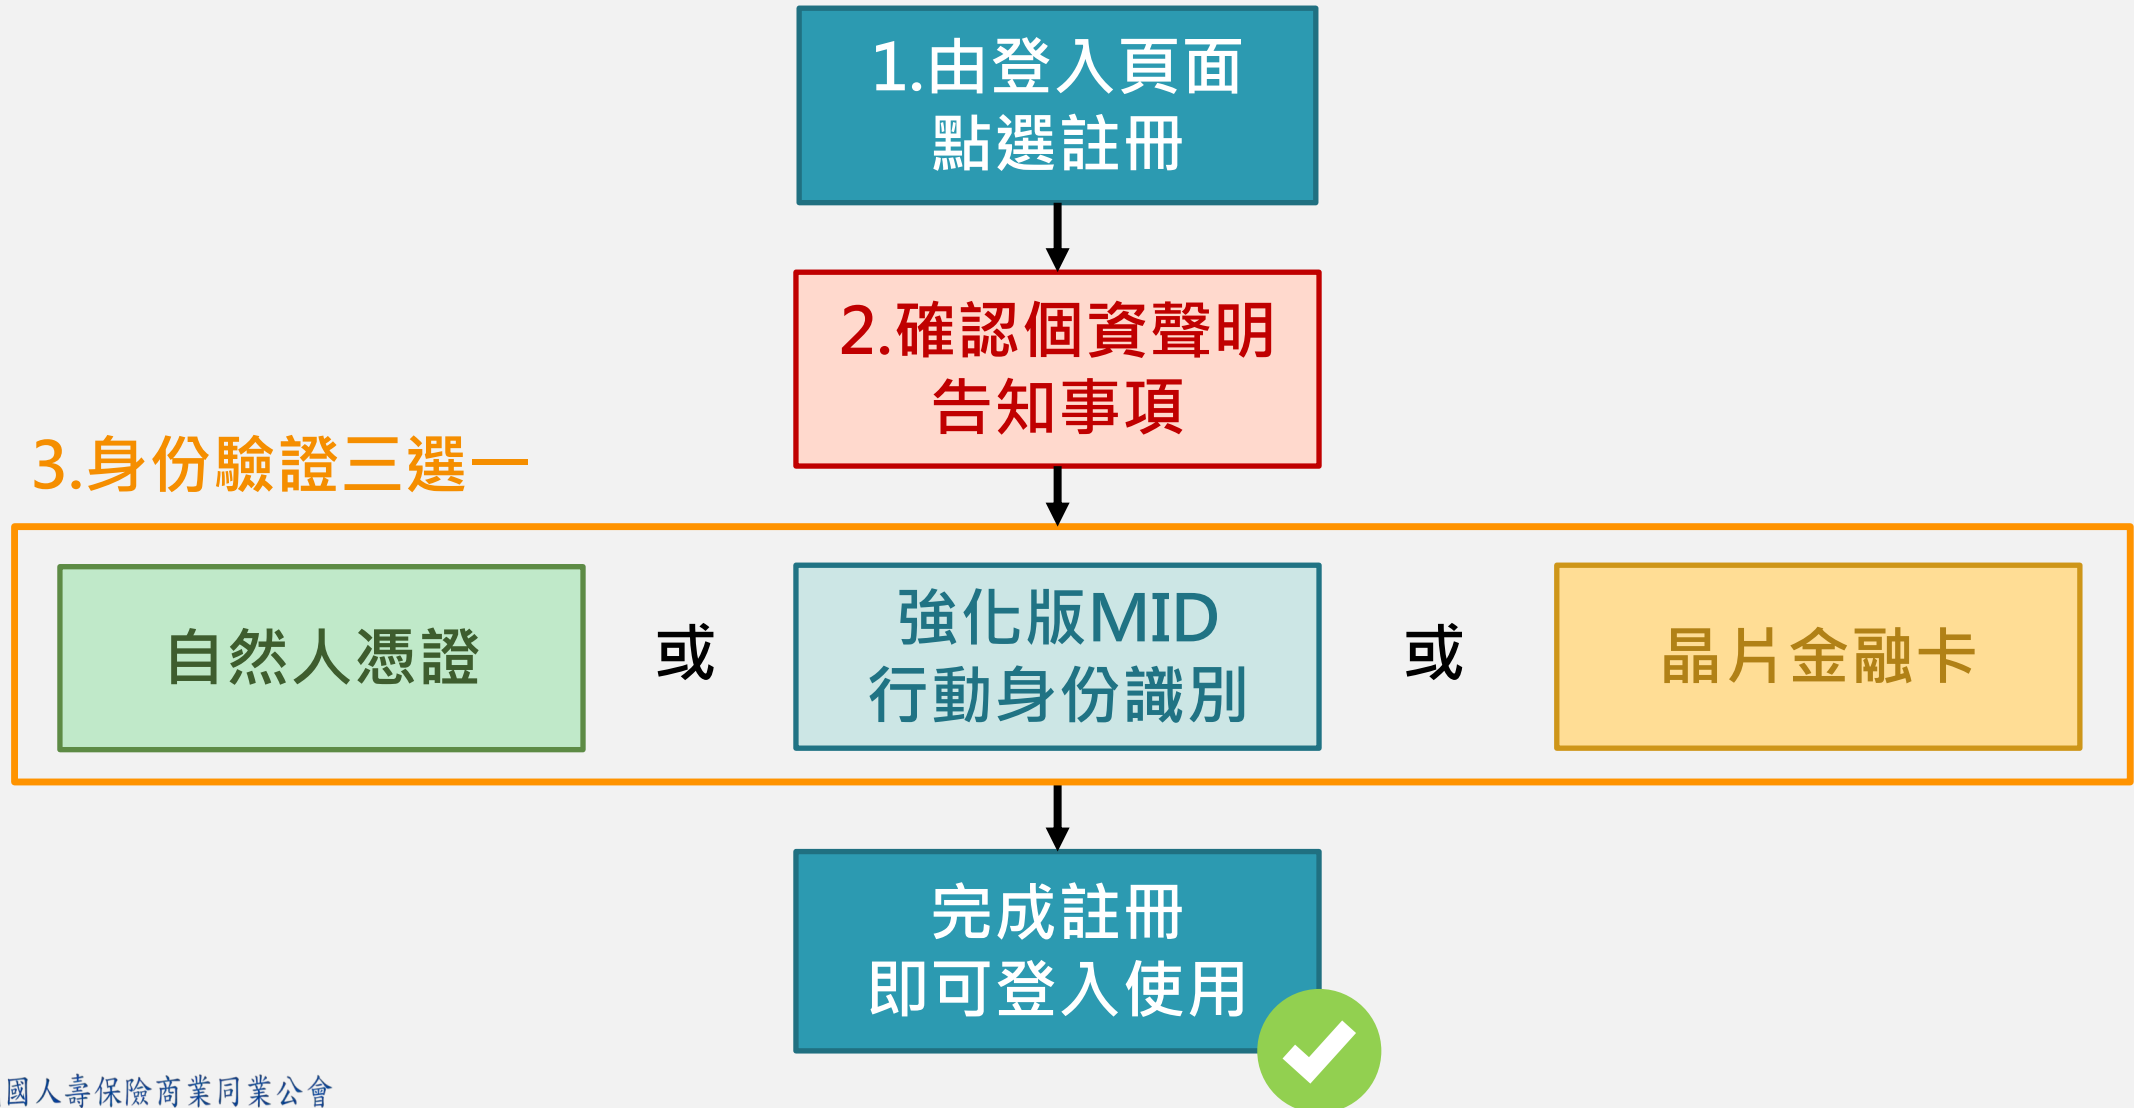 1.由登入頁面
點選註冊
2.確認個資聲明
告知事項
3.身份驗證三選一
自然人憑證
或
強化版MID
行動身份識別
或
晶片金融卡
完成註冊
即可登入使用
國人壽保險商業同業公會